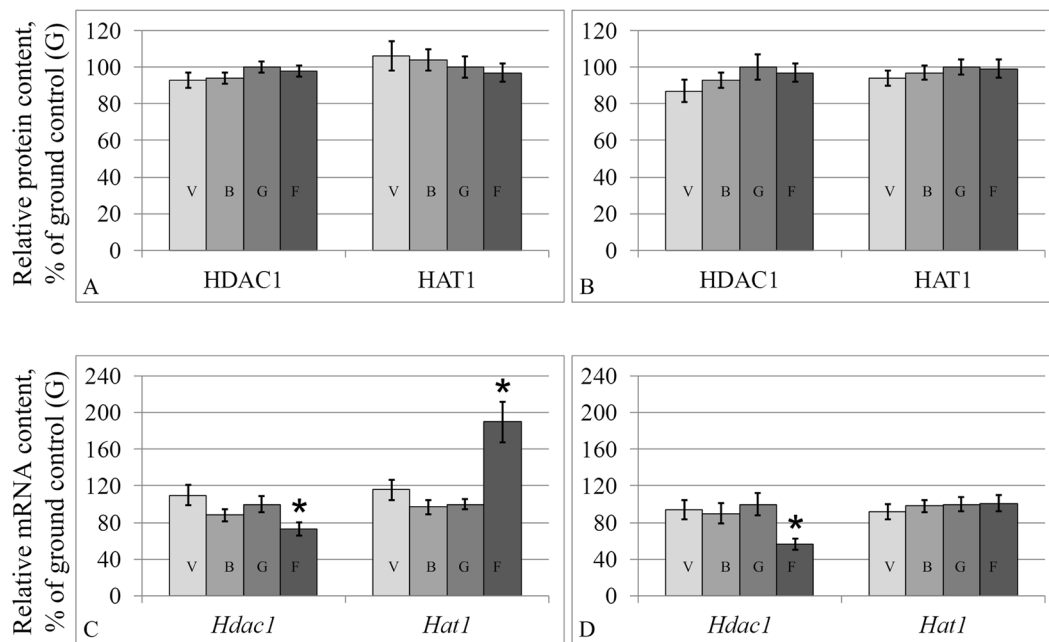 Relative protein content,
% of ground control (G)
120
100
80
60
40
20
0
V B G F V B G F
HDAC1 HAT1
A
120
100
80
60
40
20
0
V B G F V B G F
HDAC1 HAT1
B
Relative mRNA content,
% of ground control (G)
240
200
160
120
80
40
0
* *
V B G F V B G F
Hdac1 Hat1
C
240
200
160
120
80
40
0
*
V B G F V B G F
Hdac1 Hat1
D